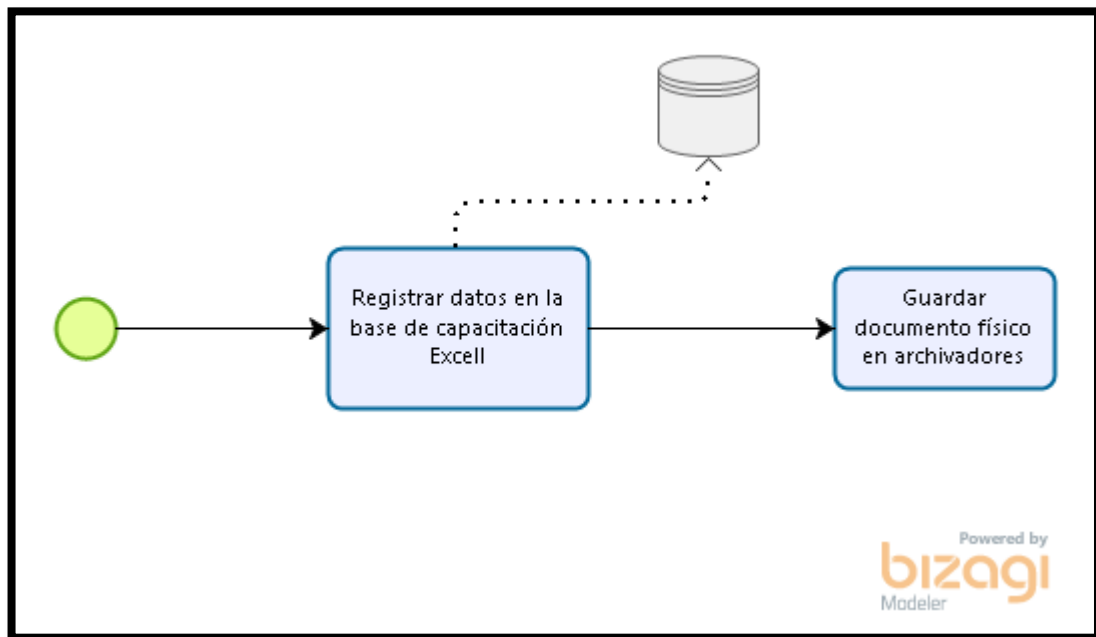 Registrar datos en la
base de capacitación
Excell
Guardar
documento físico
en archivadores
Powered by
bizagi
Modeler